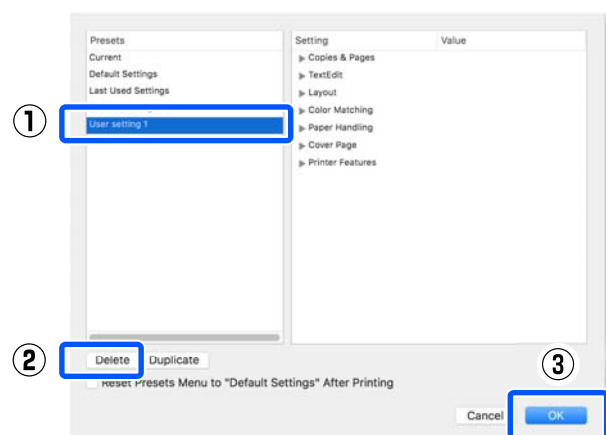 Presets
Setting Value
Current
▶ Copies & Pages
Default Settings
▶ TextEdit
Last Used Settings
▶ Layout
▶ Color Matching
① User setting 1
▶ Paper Handling
▶ Cover Page
▶ Printer Features
② Delete Duplicate
Reset Presets Menu to "Default Settings" After Printing
③
Cancel OK